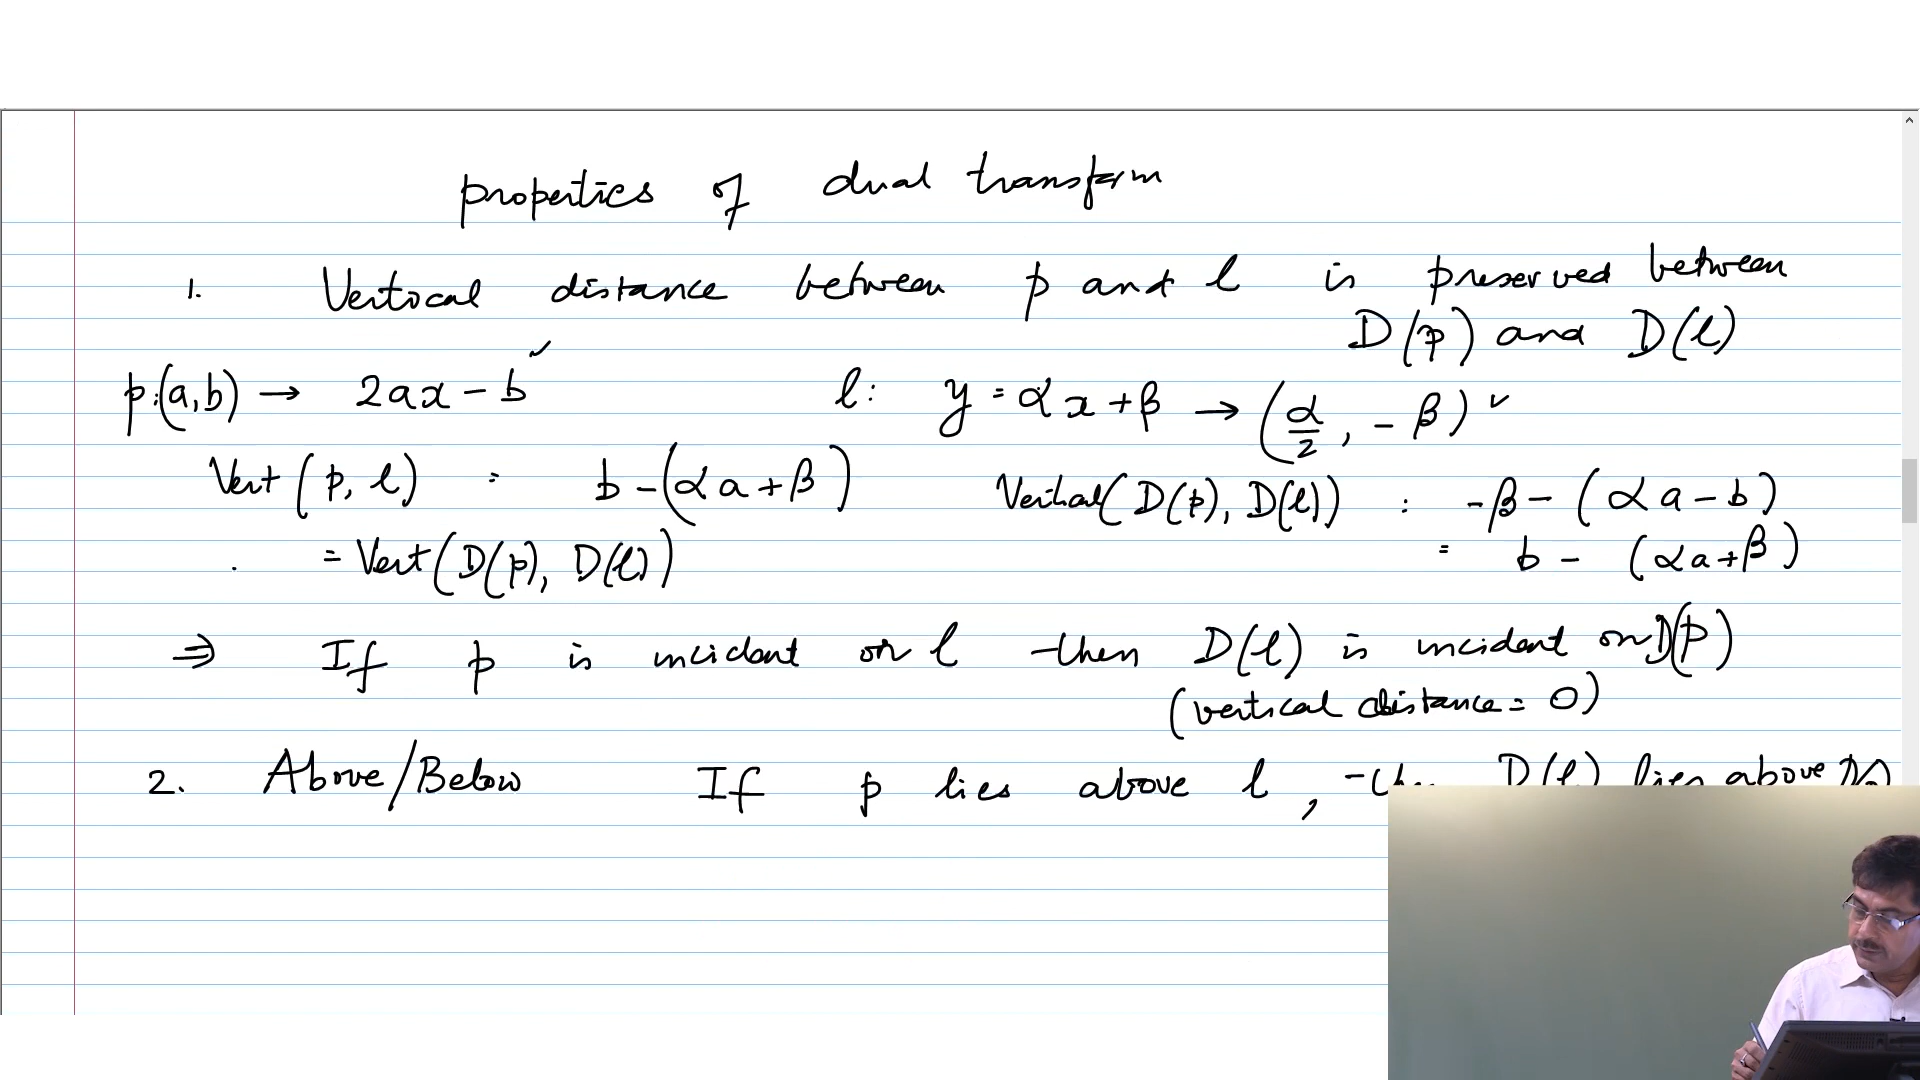 properties of dual transform
1. Vertical distance between p and l is preserved between
D(p) and D(l)
p:(a,b) → 2ax - b ✓ l: y = αx + β → (α/2, -β) ✓
Vert(p, l) = b - (αa + β) Vertical(D(p), D(l)) : -β - (αa - b)
= Vert(D(p), D(l)) = b - (αa + β)
⇒ If p is incident on l then D(l) is incident on D(p)
(vertical distance = 0)
2. Above/Below If p lies above l, D(l) lies above